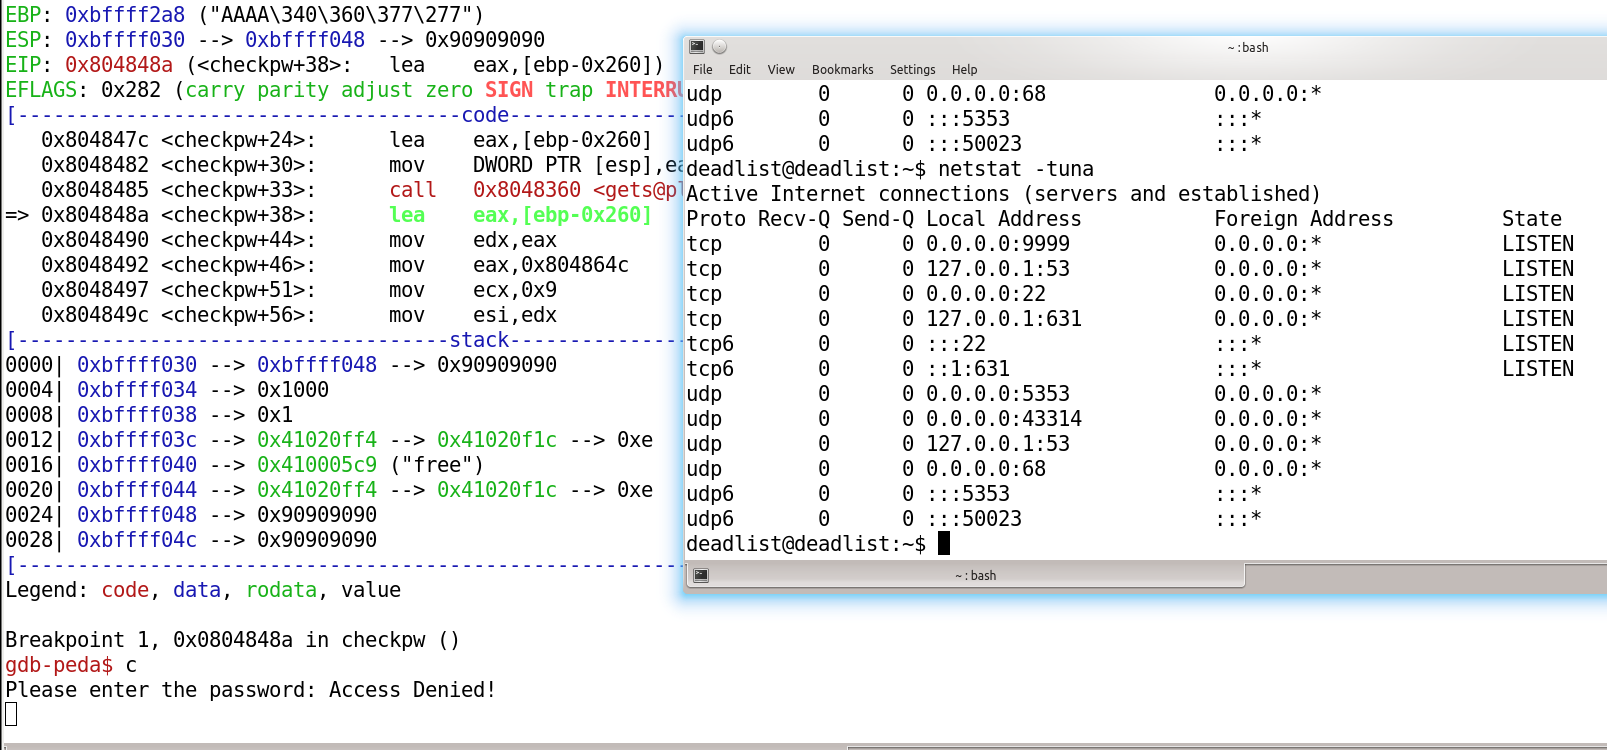 EBP: 0xbffff2a8 ("AAAA\340\360\377\277")
ESP: 0xbffff030 --> 0xbffff048 --> 0x90909090
EIP: 0x804848a (<checkpw+38>:   lea    eax,[ebp-0x260])
EFLAGS: 0x282 (carry parity adjust zero SIGN trap INTERRU
[-------------------------------------code---------------
   0x804847c <checkpw+24>:      lea    eax,[ebp-0x260]
   0x8048482 <checkpw+30>:      mov    DWORD PTR [esp],ea
   0x8048485 <checkpw+33>:      call   0x8048360 <gets@pl
=> 0x804848a <checkpw+38>:      lea    eax,[ebp-0x260]
   0x8048490 <checkpw+44>:      mov    edx,eax
   0x8048492 <checkpw+46>:      mov    eax,0x804864c
   0x8048497 <checkpw+51>:      mov    ecx,0x9
   0x804849c <checkpw+56>:      mov    esi,edx
[------------------------------------stack---------------
0000| 0xbffff030 --> 0xbffff048 --> 0x90909090
0004| 0xbffff034 --> 0x1000
0008| 0xbffff038 --> 0x1
0012| 0xbffff03c --> 0x41020ff4 --> 0x41020f1c --> 0xe
0016| 0xbffff040 --> 0x410005c9 ("free")
0020| 0xbffff044 --> 0x41020ff4 --> 0x41020f1c --> 0xe
0024| 0xbffff048 --> 0x90909090
0028| 0xbffff04c --> 0x90909090
[--------------------------------------------------------
Legend: code, data, rodata, value
Breakpoint 1, 0x0804848a in checkpw ()
gdb-peda$ c
Please enter the password: Access Denied!
~ : bash
File Edit View Bookmarks Settings Help
udp        0      0 0.0.0.0:68              0.0.0.0:*
udp6       0      0 :::5353                 :::*
udp6       0      0 :::50023                :::*
deadlist@deadlist:~$ netstat -tuna
Active Internet connections (servers and established)
Proto Recv-Q Send-Q Local Address           Foreign Address         State
tcp        0      0 0.0.0.0:9999            0.0.0.0:*               LISTEN
tcp        0      0 127.0.0.1:53            0.0.0.0:*               LISTEN
tcp        0      0 0.0.0.0:22              0.0.0.0:*               LISTEN
tcp        0      0 127.0.0.1:631           0.0.0.0:*               LISTEN
tcp6       0      0 :::22                   :::*                    LISTEN
tcp6       0      0 ::1:631                 :::*                    LISTEN
udp        0      0 0.0.0.0:5353            0.0.0.0:*
udp        0      0 0.0.0.0:43314           0.0.0.0:*
udp        0      0 127.0.0.1:53            0.0.0.0:*
udp        0      0 0.0.0.0:68              0.0.0.0:*
udp6       0      0 :::5353                 :::*
udp6       0      0 :::50023                :::*
deadlist@deadlist:~$
~ : bash